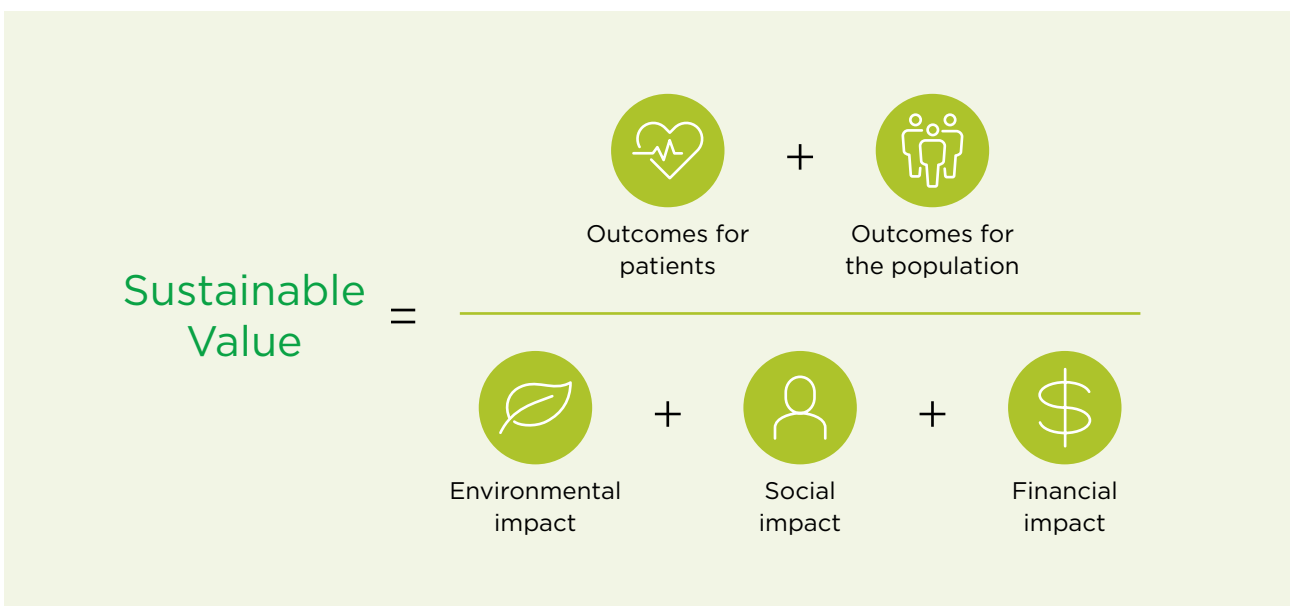 Sustainable
Value
=
+
Outcomes for
patients
Outcomes for
the population
+
+
$
Environmental
impact
Social
impact
Financial
impact